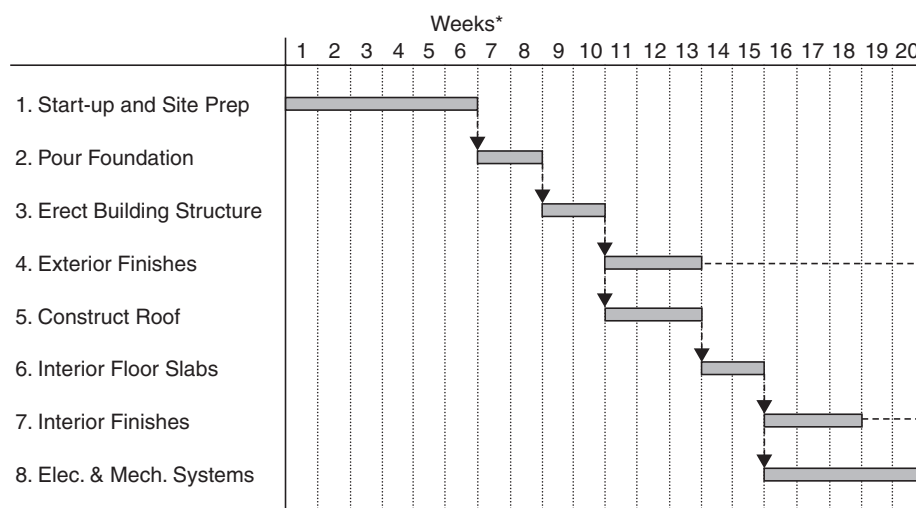 Weeks*
1 2 3 4 5 6 7 8 9 10 11 12 13 14 15 16 17 18 19 20
1. Start-up and Site Prep
2. Pour Foundation
3. Erect Building Structure
4. Exterior Finishes
5. Construct Roof
6. Interior Floor Slabs
7. Interior Finishes
8. Elec. & Mech. Systems